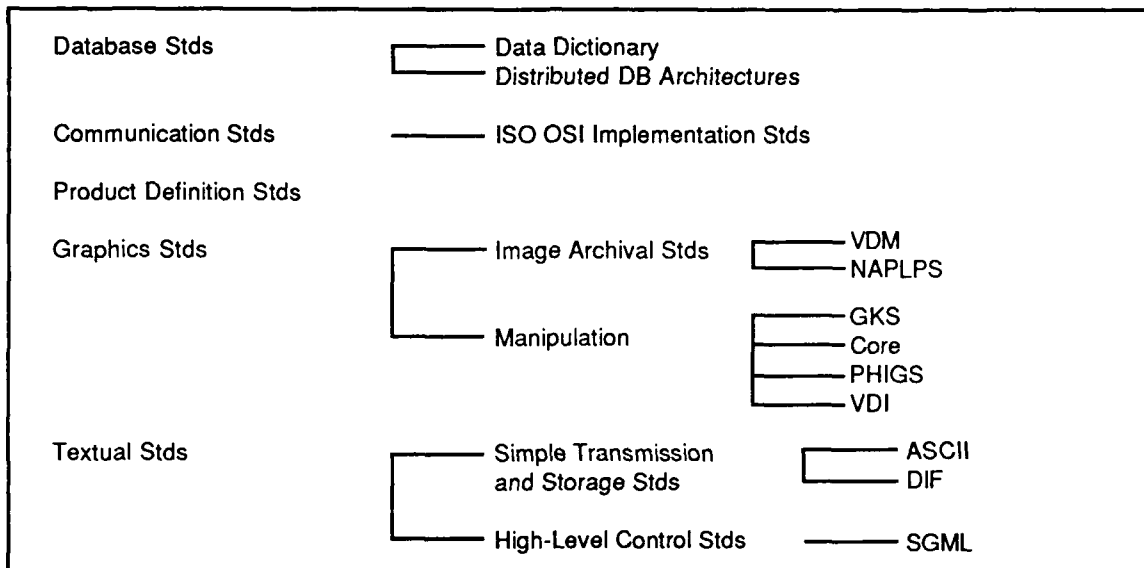 Database Stds
Data Dictionary
Distributed DB Architectures
Communication Stds
ISO OSI Implementation Stds
Product Definition Stds
Graphics Stds
Image Archival Stds
VDM
NAPLPS
Manipulation
GKS
Core
PHIGS
VDI
Textual Stds
Simple Transmission
and Storage Stds
ASCII
DIF
High-Level Control Stds
SGML